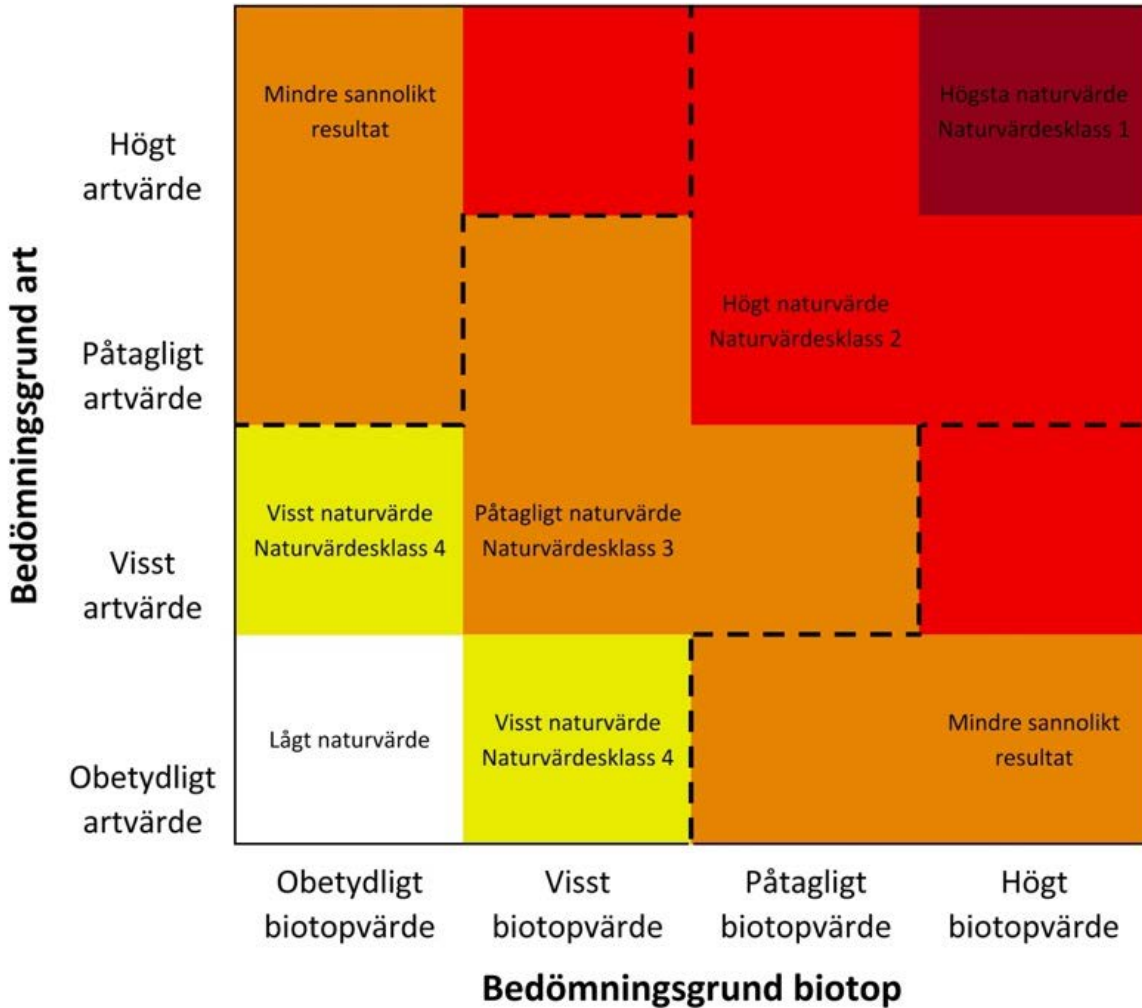 Bedömningsgrund art
Högt
artvärde
Påtagligt
artvärde
Visst
artvärde
Obetydligt
artvärde
Mindre sannolikt
resultat
Högsta naturvärde
Naturvärdesklass 1
Högt naturvärde
Naturvärdesklass 2
Visst naturvärde
Naturvärdesklass 4
Påtagligt naturvärde
Naturvärdesklass 3
Lågt naturvärde
Visst naturvärde
Naturvärdesklass 4
Mindre sannolikt
resultat
Obetydligt
biotopvärde
Visst
biotopvärde
Påtagligt
biotopvärde
Högt
biotopvärde
Bedömningsgrund biotop